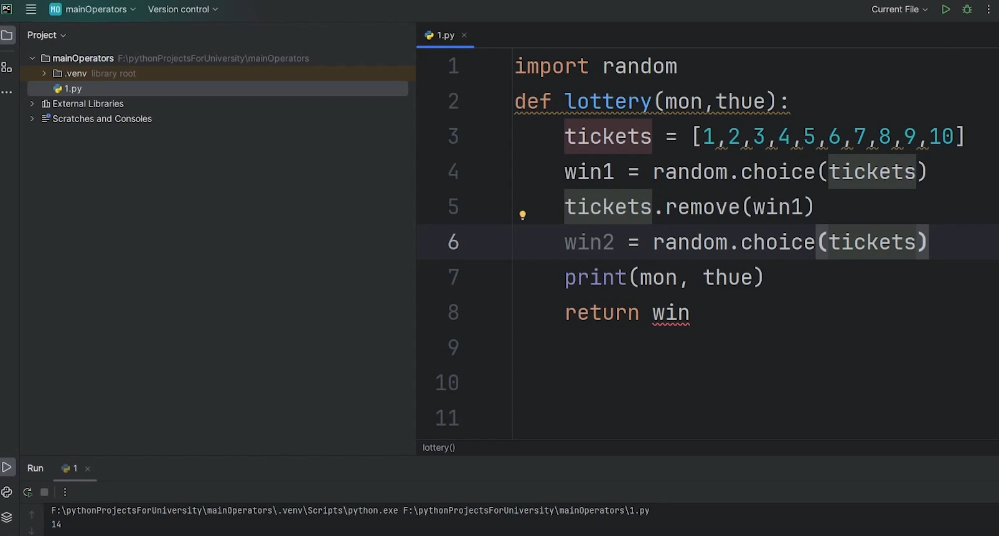 PC
MO mainOperators
Version control
Current File
Project
mainOperators F:\pythonProjectsForUniversity\mainOperators
.venv library root
1.py
External Libraries
Scratches and Consoles
1.py
1 import random
2 def lottery(mon,thue):
3 tickets = [1,2,3,4,5,6,7,8,9,10]
4 win1 = random.choice(tickets)
5 tickets.remove(win1)
6 win2 = random.choice(tickets)
7 print(mon, thue)
8 return win
9
10
11
lottery()
Run
1
F:\pythonProjectsForUniversity\mainOperators\.venv\Scripts\python.exe F:\pythonProjectsForUniversity\mainOperators\1.py
14